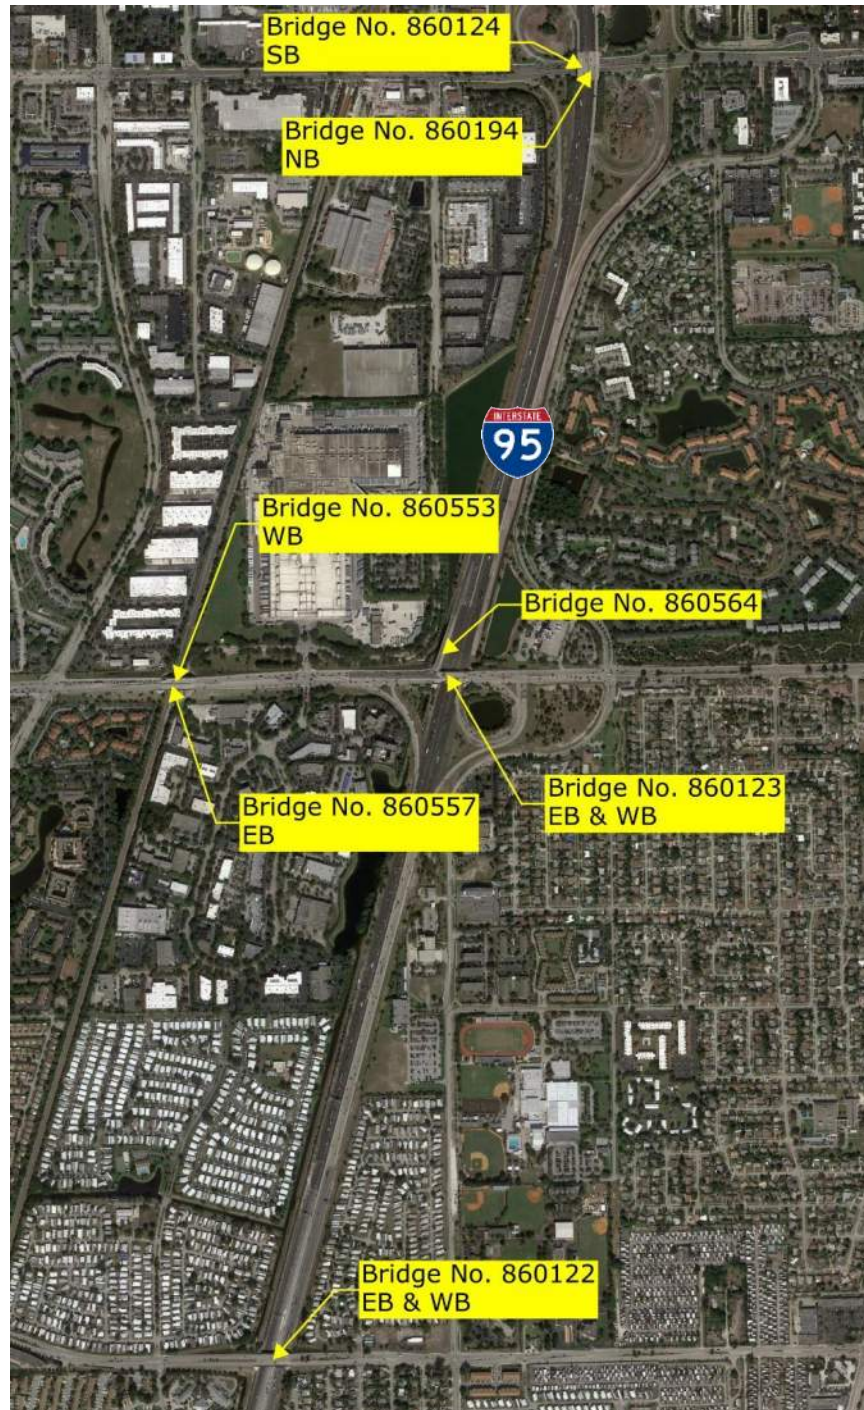 Bridge No. 860124
SB
Bridge No. 860194
NB
INTERSTATE
95
Bridge No. 860553
WB
Bridge No. 860564
Bridge No. 860123
EB & WB
Bridge No. 860557
EB
Bridge No. 860122
EB & WB